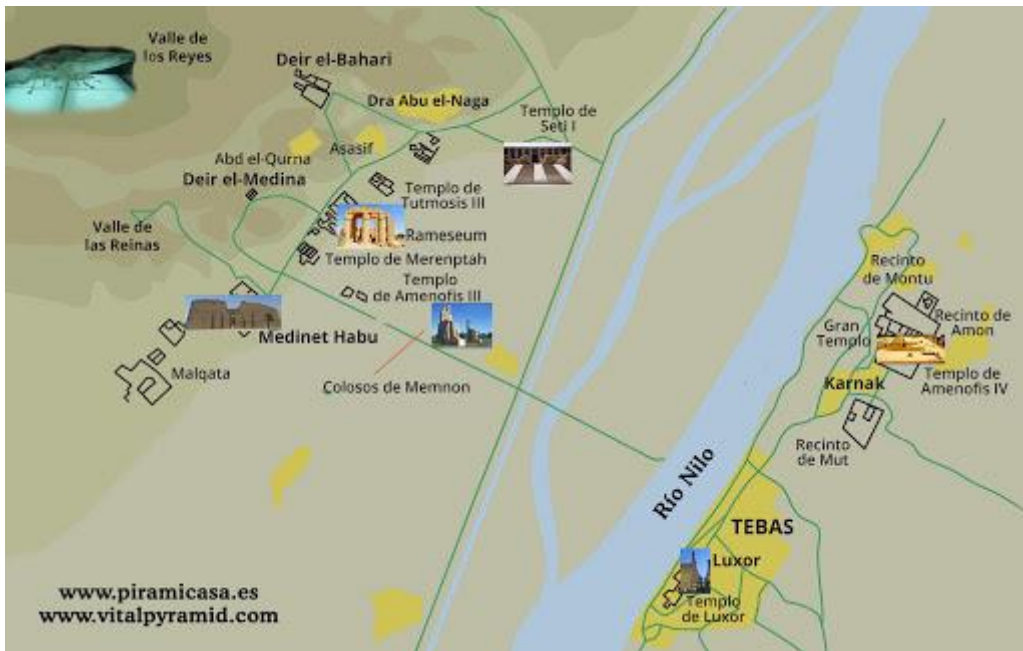 Valle de
los Reyes
Deir el-Bahari
Dra Abu el-Naga
Templo de
Seti I
Asasif
Abd el-Qurna
Deir el-Medina
Templo de
Tutmosis III
Valle de
las Reinas
Rameseum
Templo de Merenptah
Templo
de Amenofis III
Medinet Habu
Malqata
Colosos de Memnon
Recinto
de Montu
Recinto de
Amon
Gran
Templo
Templo de
Amenofis IV
Karnak
Recinto
de Mut
Río Nilo
TEBAS
Luxor
Templo
de Luxor
www.piramicasa.es
www.vitalpyramid.com